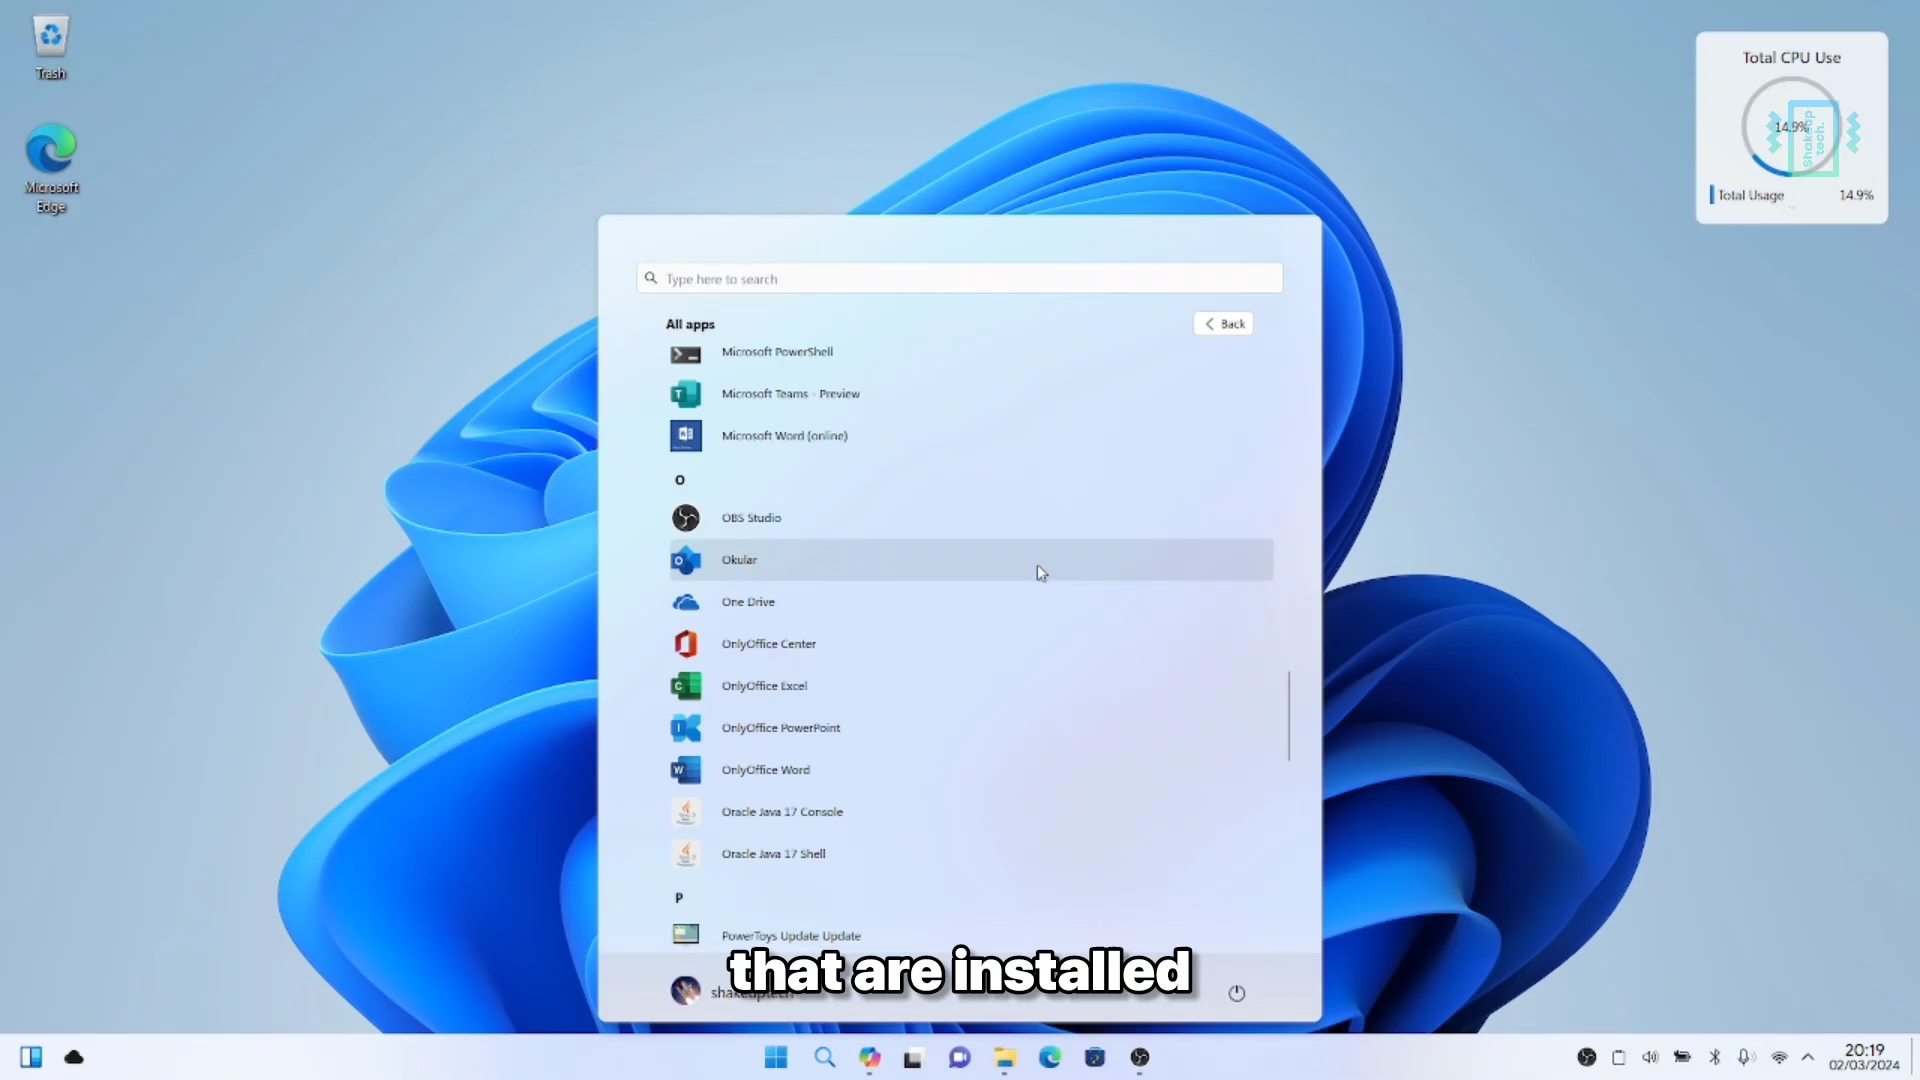 Trash
Microsoft
Edge
Total CPU Use
14.9%
Shakeup
tech.
Total Usage 14.9%
Type here to search
All apps
Back
Microsoft PowerShell
Microsoft Teams - Preview
Microsoft Word (online)
O
OBS Studio
Okular
One Drive
OnlyOffice Center
OnlyOffice Excel
OnlyOffice PowerPoint
OnlyOffice Word
Oracle Java 17 Console
Oracle Java 17 Shell
P
PowerToys Update Update
that are installed
shakeuptech
20:19
02/03/2024